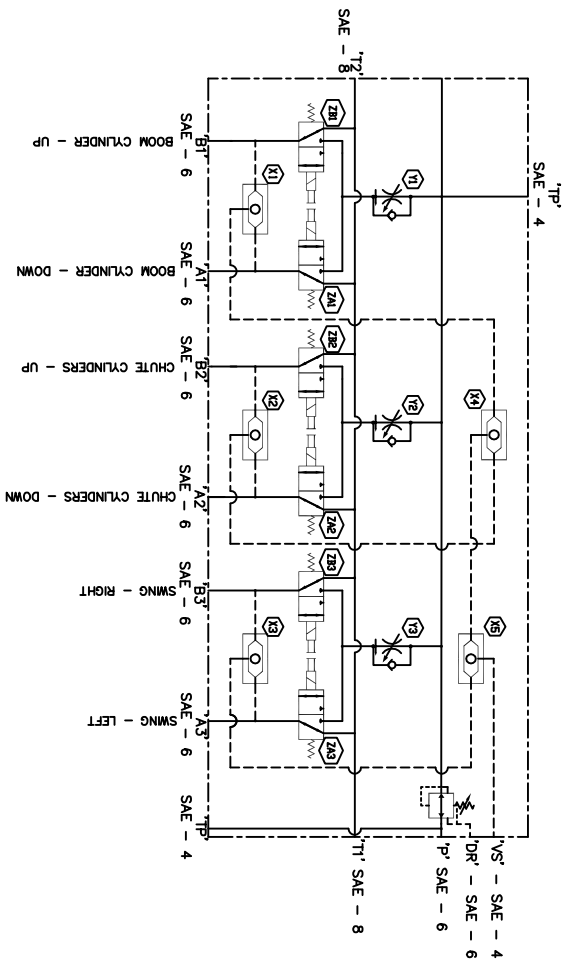 'T2'
SAE - 8
'TP'
SAE - 4
ZB1
Y1
X1
ZA1
'B1'
SAE - 6
BOOM CYLINDER - UP
'A1'
SAE - 6
BOOM CYLINDER - DOWN
ZB2
Y2
X4
X2
ZA2
'B2'
SAE - 6
CHUTE CYLINDERS - UP
'A2'
SAE - 6
CHUTE CYLINDERS - DOWN
ZB3
Y3
X5
X3
ZA3
'B3'
SAE - 6
SWING - RIGHT
'A3'
SAE - 6
SWING - LEFT
'TP'
SAE - 4
'T1' SAE - 8
'P' SAE - 6
'DR' - SAE - 6
'VS' - SAE - 4